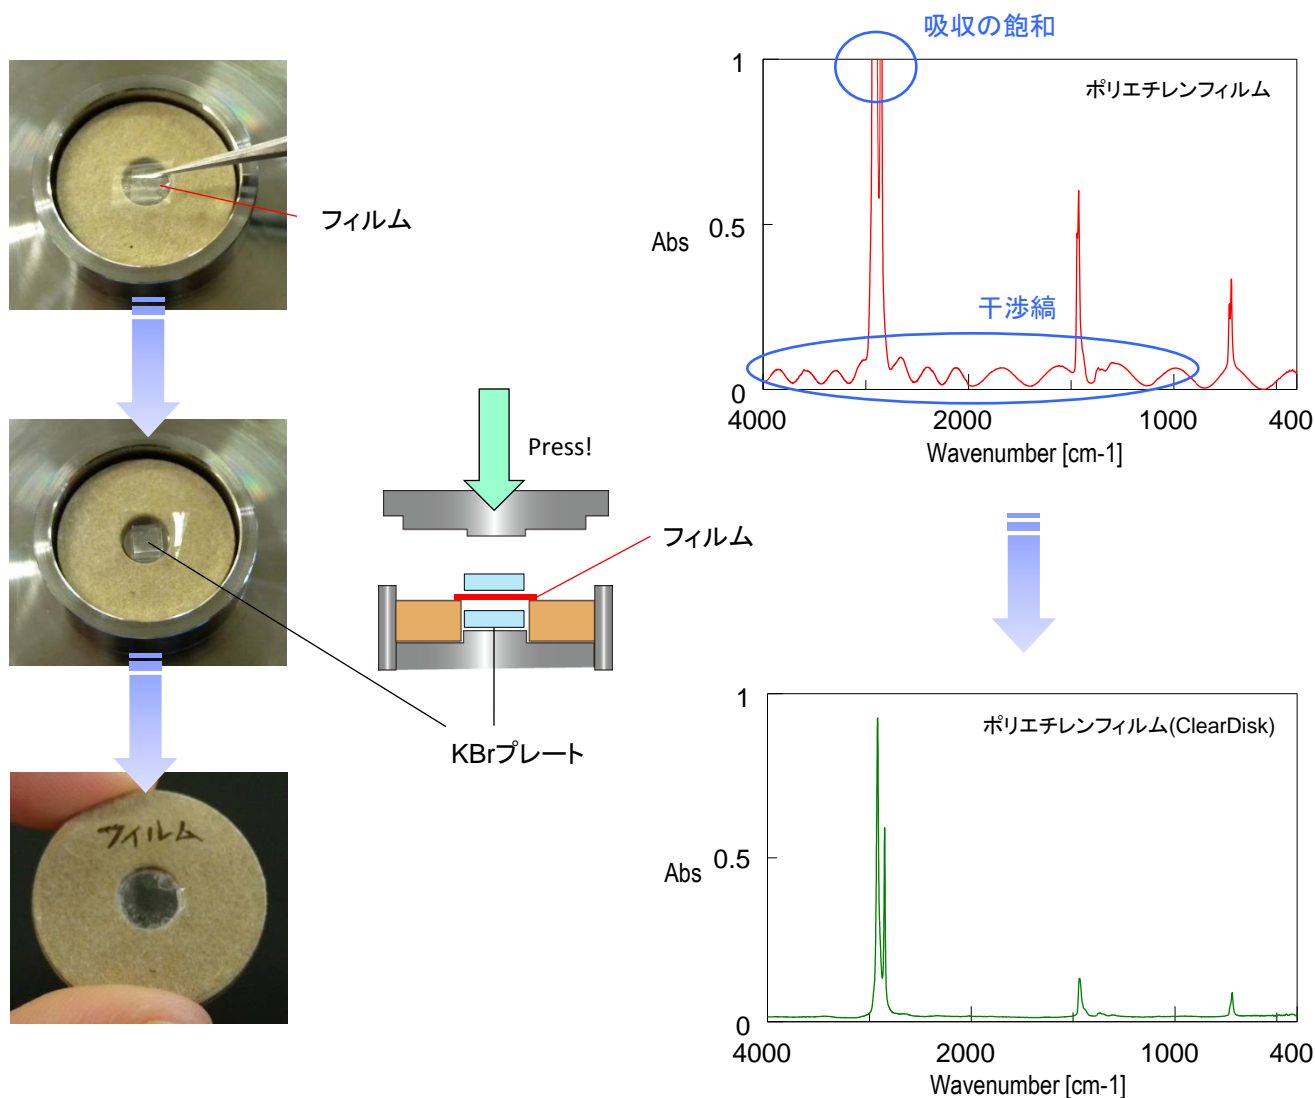 吸収の飽和
1
ポリエチレンフィルム
フィルム
Abs
0.5
干渉縞
0
4000
2000
1000
400
Wavenumber [cm-1]
Press!
フィルム
KBrプレート
フィルム
1
ポリエチレンフィルム(ClearDisk)
0.5
Abs
0
4000
2000
1000
400
Wavenumber [cm-1]